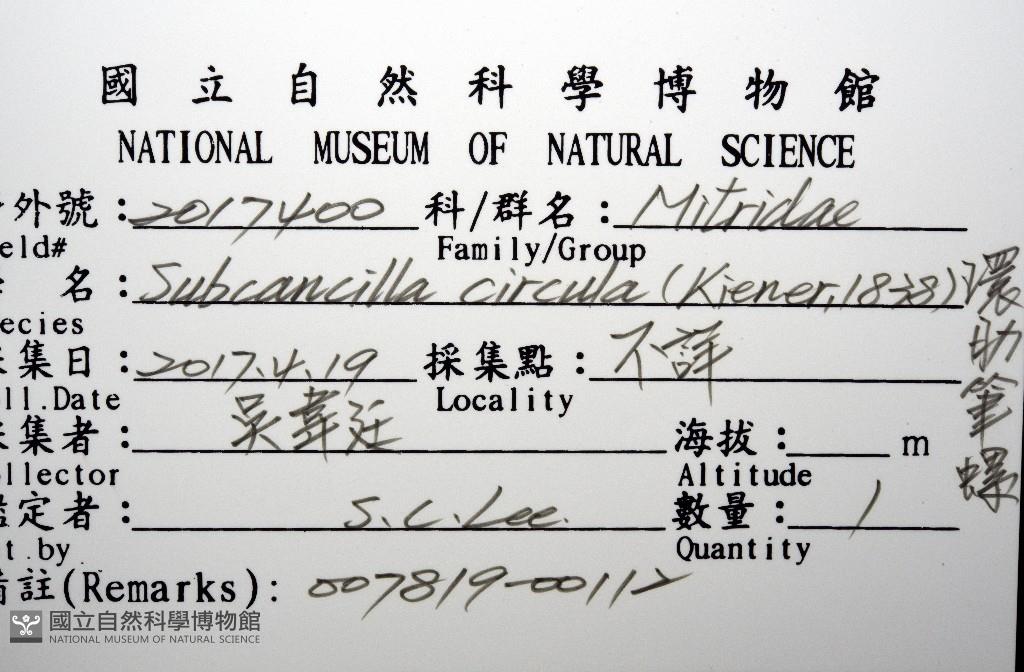 國立自然科學博物館
NATIONAL MUSEUM OF NATURAL SCIENCE
外號：2017400 科/群名：Mitridae
eld# Family/Group
名：Subcancilla circula (Kiener, 1838) 環肋筆螺
ecies
採集日：2017.4.19 採集點：不詳
ll.Date Locality
採集者：吳韋廷 海拔：m
llector Altitude
鑑定者：S.C.Lee. 數量：1
t.by Quantity
備註(Remarks)：007819-00112
國立自然科學博物館
NATIONAL MUSEUM OF NATURAL SCIENCE